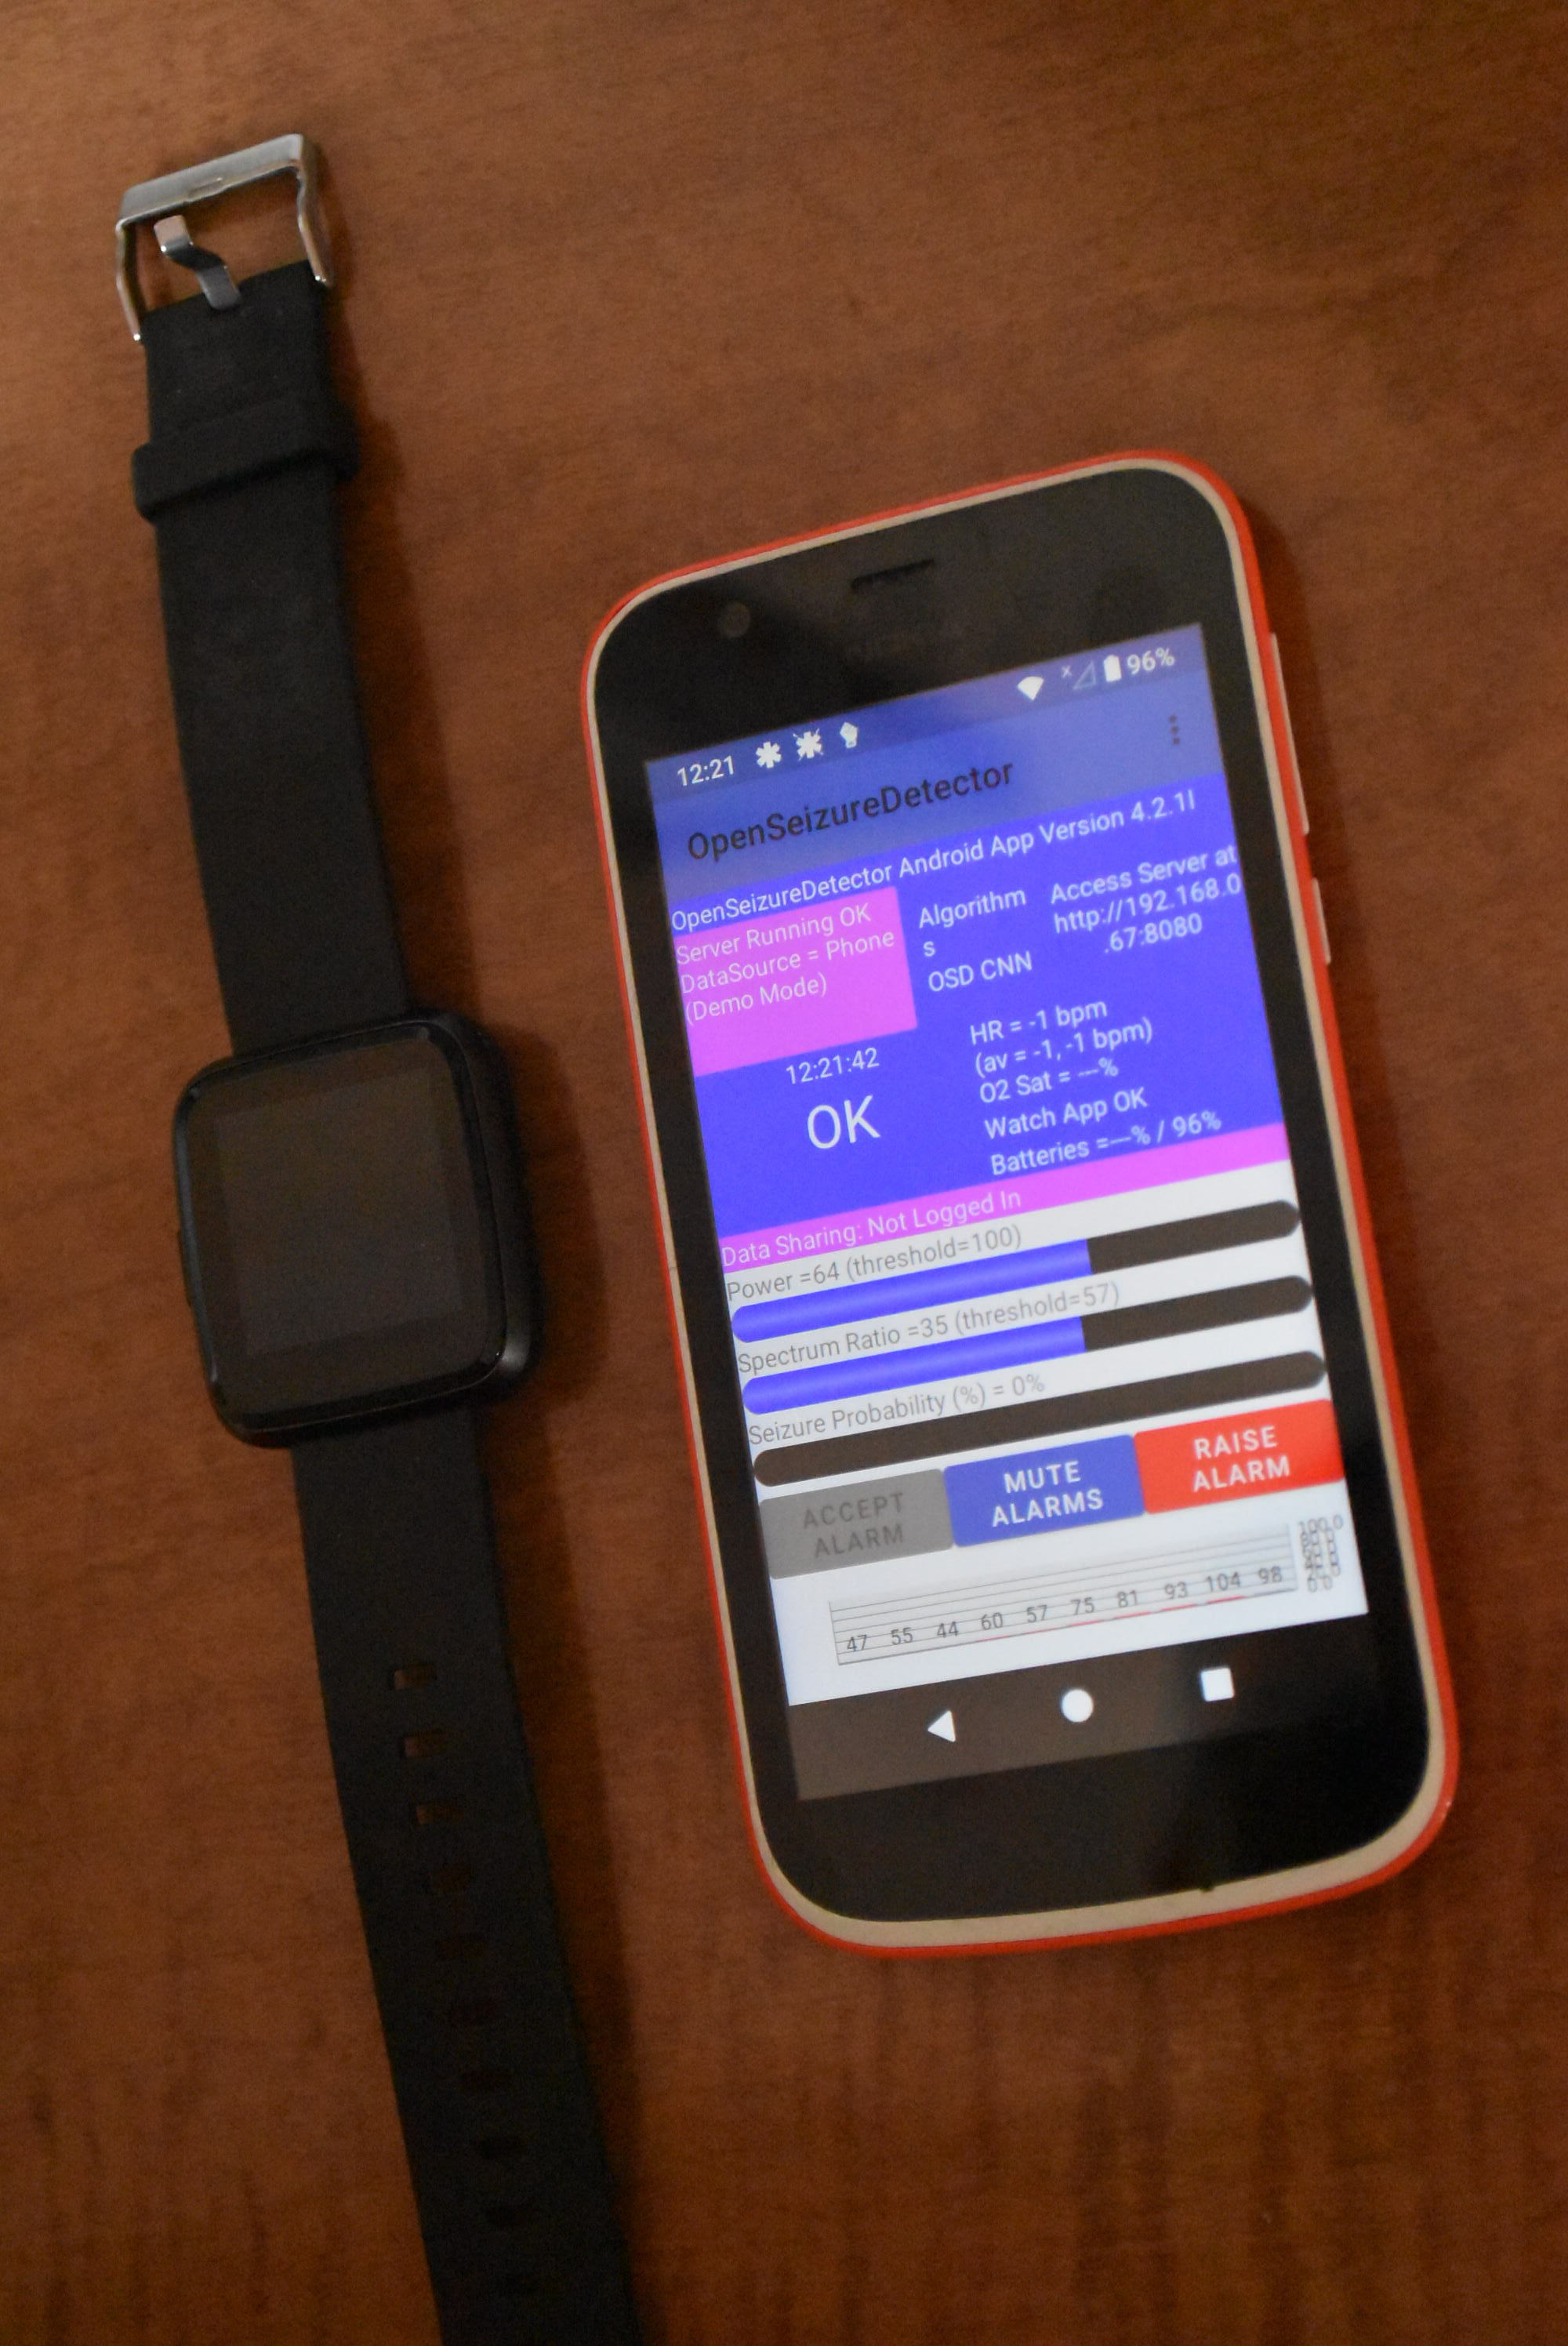 12:21 96%
OpenSeizureDetector
OpenSeizureDetector Android App Version 4.2.1l
Server Running OK
DataSource = Phone
(Demo Mode)
Algorithm
s
OSD CNN
Access Server at
http://192.168.0
.67:8080
12:21:42
OK
HR = -1 bpm
(av = -1, -1 bpm)
O2 Sat = ---%
Watch App OK
Batteries =---% / 96%
Data Sharing: Not Logged In
Power =64 (threshold=100)
Spectrum Ratio =35 (threshold=57)
Seizure Probability (%) = 0%
ACCEPT
ALARM
MUTE
ALARMS
RAISE
ALARM
47 55 44 60 57 75 81 93 104 98
100.0
0.0